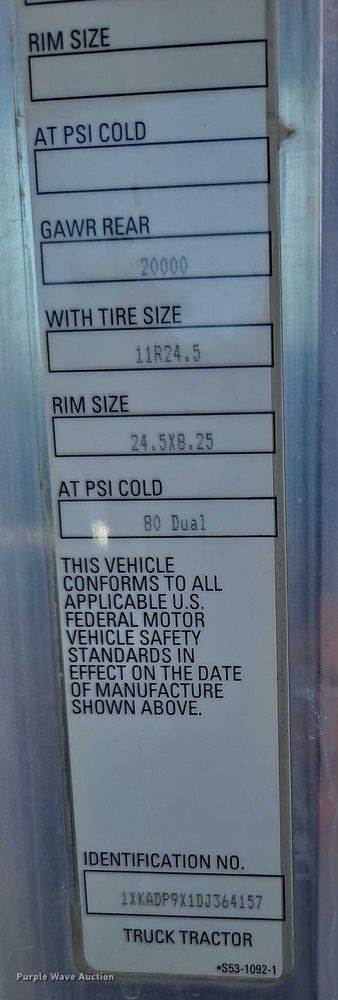 RIM SIZE
AT PSI COLD
GAWR REAR
20000
WITH TIRE SIZE
11R24.5
RIM SIZE
24.5X8.25
AT PSI COLD
80 Dual
THIS VEHICLE
CONFORMS TO ALL
APPLICABLE U.S.
FEDERAL MOTOR
VEHICLE SAFETY
STANDARDS IN
EFFECT ON THE DATE
OF MANUFACTURE
SHOWN ABOVE.
IDENTIFICATION NO.
1XKADP9X1DJ364157
TRUCK TRACTOR
*S53-1092-1
Purple Wave Auction